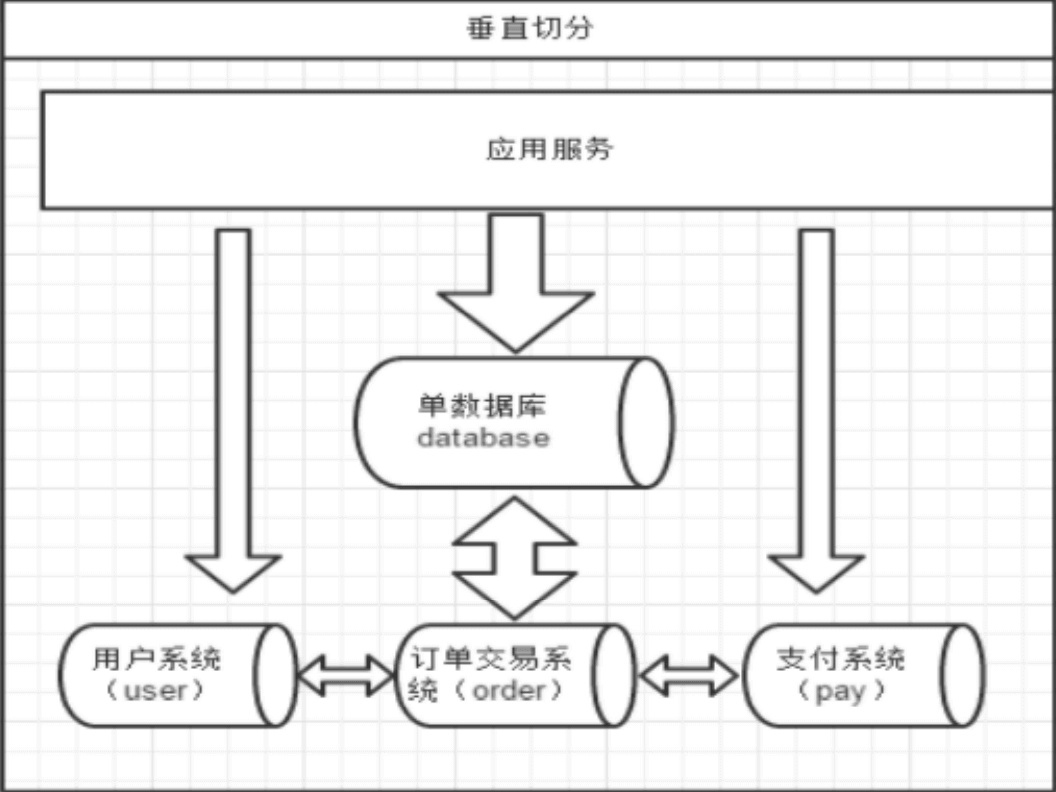 垂直切分
应用服务
单数据库
database
用户系统
（user）
订单交易系
统（order）
支付系统
（pay）